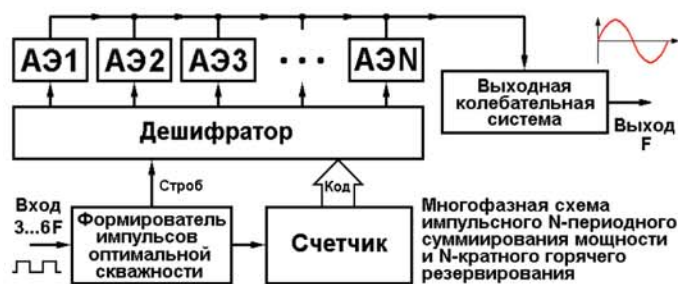 АЭ1 АЭ2 АЭ3 ... АЭN
Выходная
колебательная
система
Выход
F
Дешифратор
Строб
Код
Вход
3...6F
Формирователь
импульсов
оптимальной
скважности
Счетчик
Многофазная схема
импульсного N-периодного
суммиирования мощности
и N-кратного горячего
резервирования